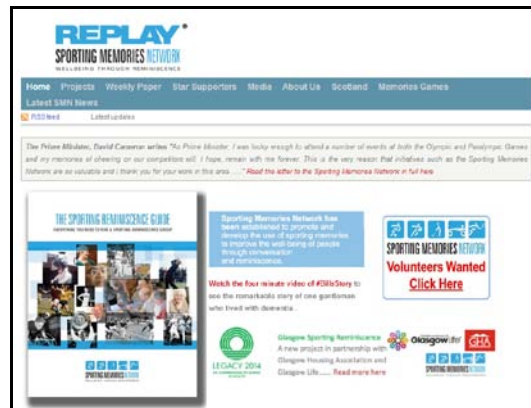 REPLAY
SPORTING MEMORIES NETWORK
WELLBEING THROUGH REMINISCENCE
Home Projects Weekly Paper Star Supporters Media About Us Scotland Memories Games
Latest SMN News
RSS feed Latest updates
The Prime Minister, David Cameron writes "As Prime Minister, I was lucky enough to attend a number of events at both the Olympic and Paralympic Games
and my memories of cheering on our competitors will, I hope, remain with me forever. This is the very reason that initiatives such as the Sporting Memories
Network are so valuable and I thank you for your work in this area......" Read the letter to the Sporting Memories Network in full here
THE SPORTING REMINISCENCE GUIDE
EVERYTHING YOU NEED TO RUN A SPORTING REMINISCENCE GROUP
SPORTING MEMORIES NETWORK
Sporting Memories Network has
been established to promote and
develop the use of sporting memories
to improve the well-being of people
through conversation
and reminiscence.
Watch the four minute video of #BillsStory to
see the remarkable story of one gentleman
who lived with dementia.
SPORTING MEMORIES NETWORK
Volunteers Wanted
Click Here
LEGACY 2014
Glasgow Sporting Reminiscence
A new project in partnership with
Glasgow Housing Association and
Glasgow Life...... Read more here
Glasgow Life
GHA
SPORTING MEMORIES NETWORK